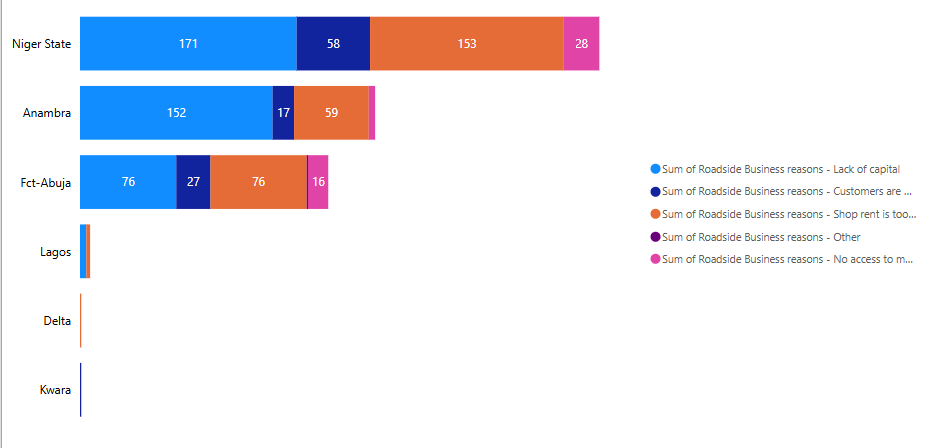 Niger State 171 58 153 28
Anambra 152 17 59
Fct-Abuja 76 27 76 16
Lagos
Delta
Kwara
Sum of Roadside Business reasons - Lack of capital
Sum of Roadside Business reasons - Customers are ...
Sum of Roadside Business reasons - Shop rent is too...
Sum of Roadside Business reasons - Other
Sum of Roadside Business reasons - No access to m...